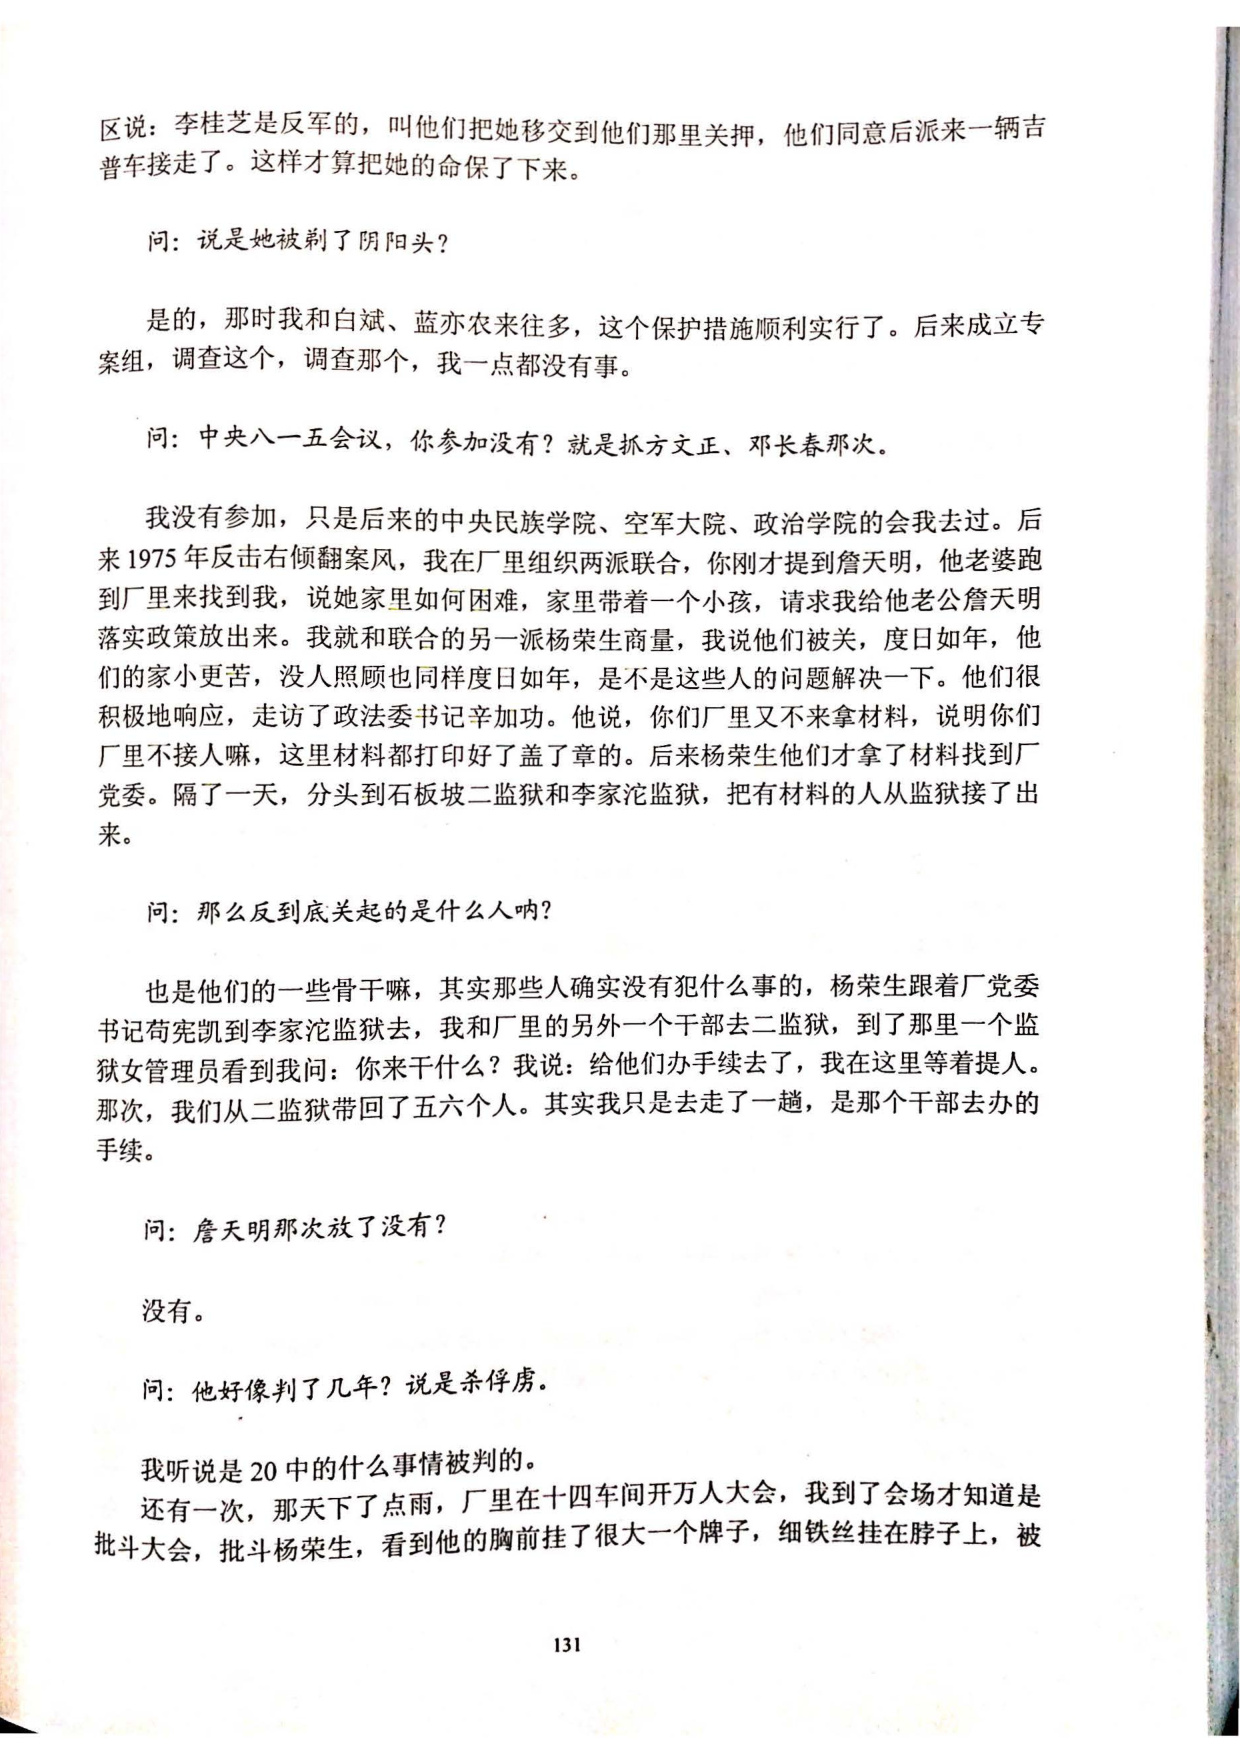 区说：李桂芝是反军的，叫他们把她移交到他们那里关押，他们同意后派来一辆吉
普车接走了。这样才算把她的命保了下来。
问：说是她被剃了阴阳头？
是的，那时我和白斌、蓝亦农来往多，这个保护措施顺利实行了。后来成立专
案组，调查这个，调查那个，我一点都没有事。
问：中央八一五会议，你参加没有？就是抓方文正、邓长春那次。
我没有参加，只是后来的中央民族学院、空军大院、政治学院的会我去过。后
来 1975 年反击右倾翻案风，我在厂里组织两派联合，你刚才提到詹天明，他老婆跑
到厂里来找到我，说她家里如何困难，家里带着一个小孩，请求我给他老公詹天明
落实政策放出来。我就和联合的另一派杨荣生商量，我说他们被关，度日如年，他
们的家小更苦，没人照顾也同样度日如年，是不是这些人的问题解决一下。他们很
积极地响应，走访了政法委书记辛加功。他说，你们厂里又不来拿材料，说明你们
厂里不接人嘛，这里材料都打印好了盖了章的。后来杨荣生他们才拿了材料找到厂
党委。隔了一天，分头到石板坡二监狱和李家沱监狱，把有材料的人从监狱接了出
来。
问：那么反到底关起的是什么人呐？
也是他们的一些骨干嘛，其实那些人确实没有犯什么事的，杨荣生跟着厂党委
书记苟宪凯到李家沱监狱去，我和厂里的另外一个干部去二监狱，到了那里一个监
狱女管理员看到我问：你来干什么？我说：给他们办手续去了，我在这里等着提人。
那次，我们从二监狱带回了五六个人。其实我只是去走了一趟，是那个干部去办的
手续。
问：詹天明那次放了没有？
没有。
问：他好像判了几年？说是杀俘虏。
我听说是 20 中的什么事情被判的。
还有一次，那天下了点雨，厂里在十四车间开万人大会，我到了会场才知道是
批斗大会，批斗杨荣生，看到他的胸前挂了很大一个牌子，细铁丝挂在脖子上，被
131